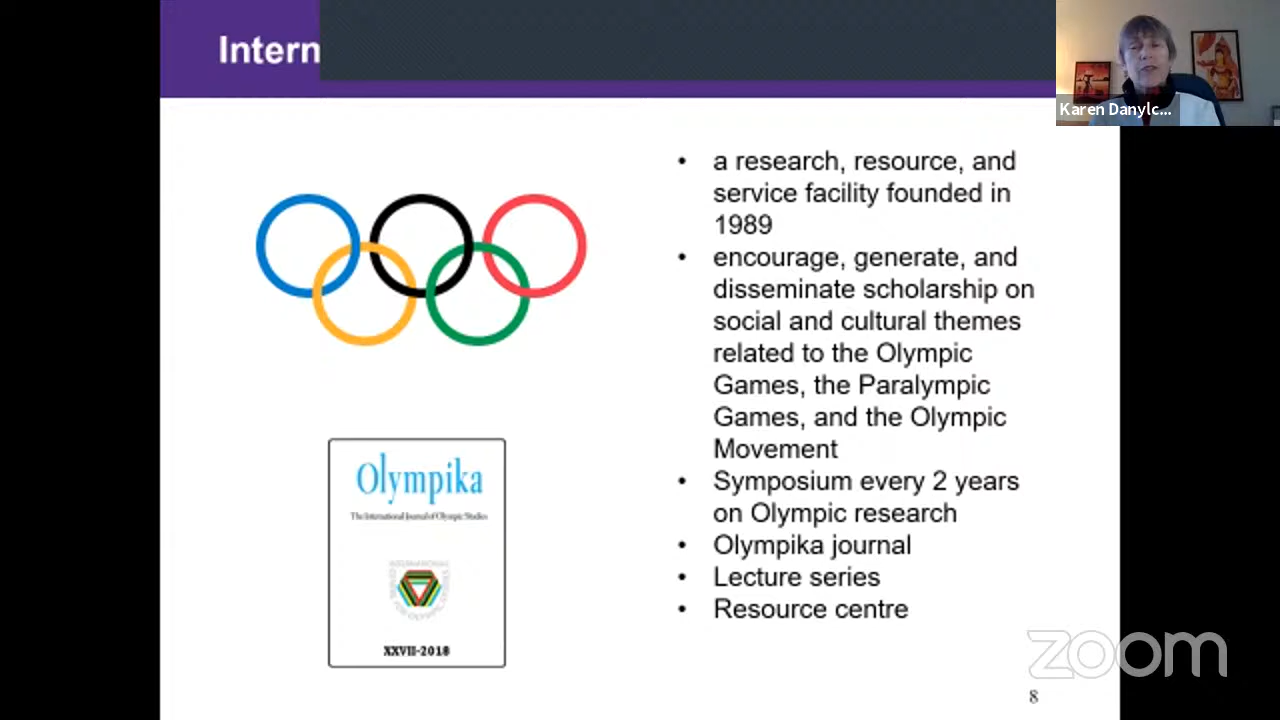 Intern
Karen Danylc...
• a research, resource, and
service facility founded in
1989
• encourage, generate, and
disseminate scholarship on
social and cultural themes
related to the Olympic
Games, the Paralympic
Games, and the Olympic
Movement
• Symposium every 2 years
on Olympic research
• Olympika journal
• Lecture series
• Resource centre
Olympika
The International Journal of Olympic Studies
INTERNATIONAL
XXVII-2018
zoom
8